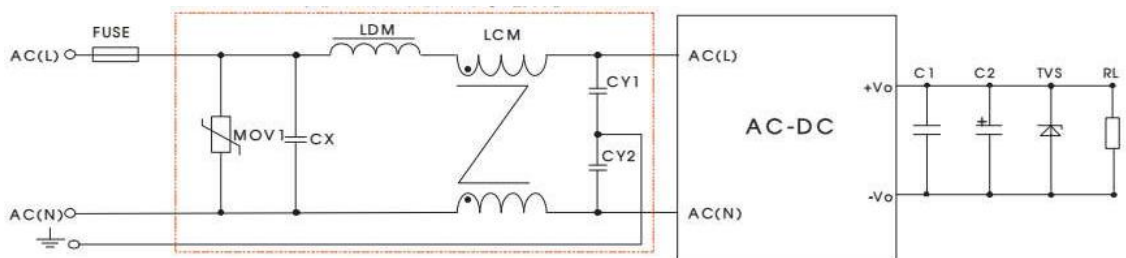 FUSE
LDM
LCM
AC(L)
AC(L)
CY1
C1
C2
TVS
RL
+Vo
MOV1
CX
AC-DC
CY2
+
-Vo
AC(N)
AC(N)